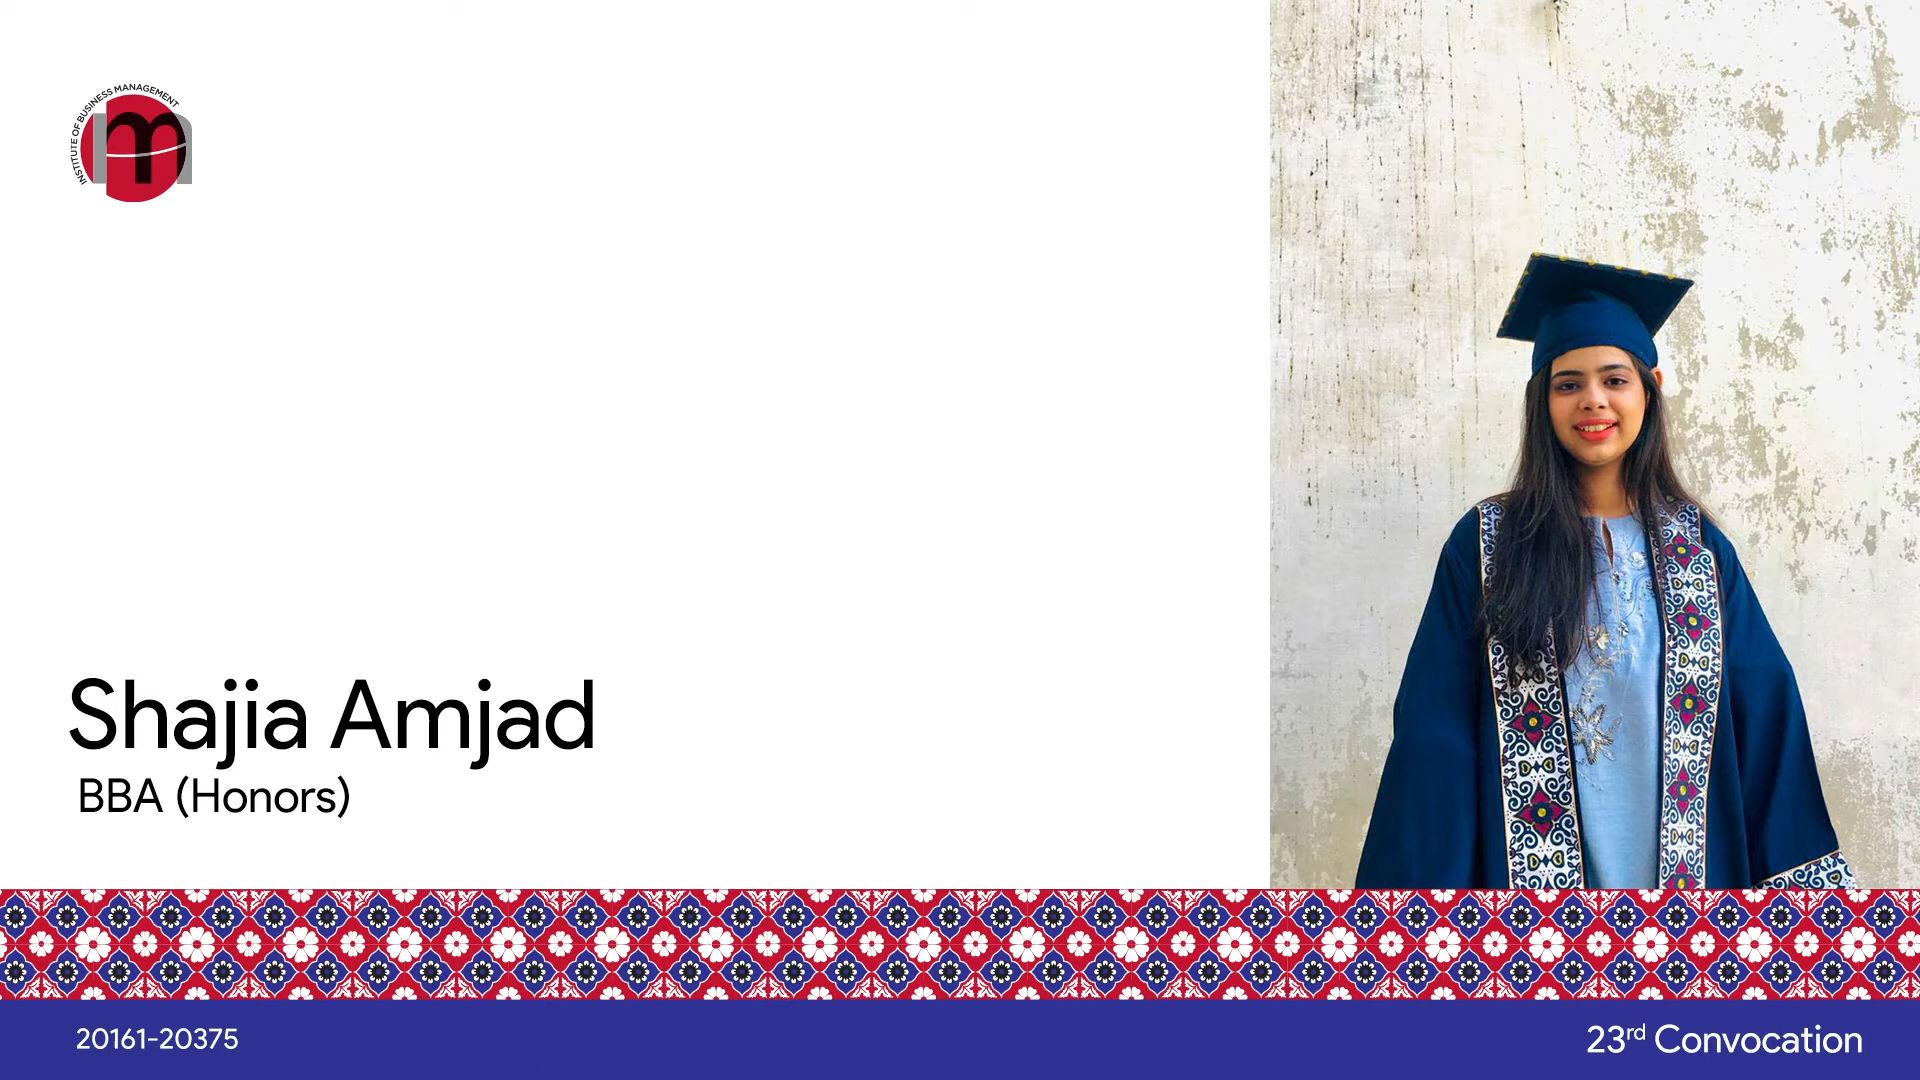 INSTITUTE OF BUSINESS MANAGEMENT
m
Shajia Amjad
BBA (Honors)
20161-20375
23rd Convocation